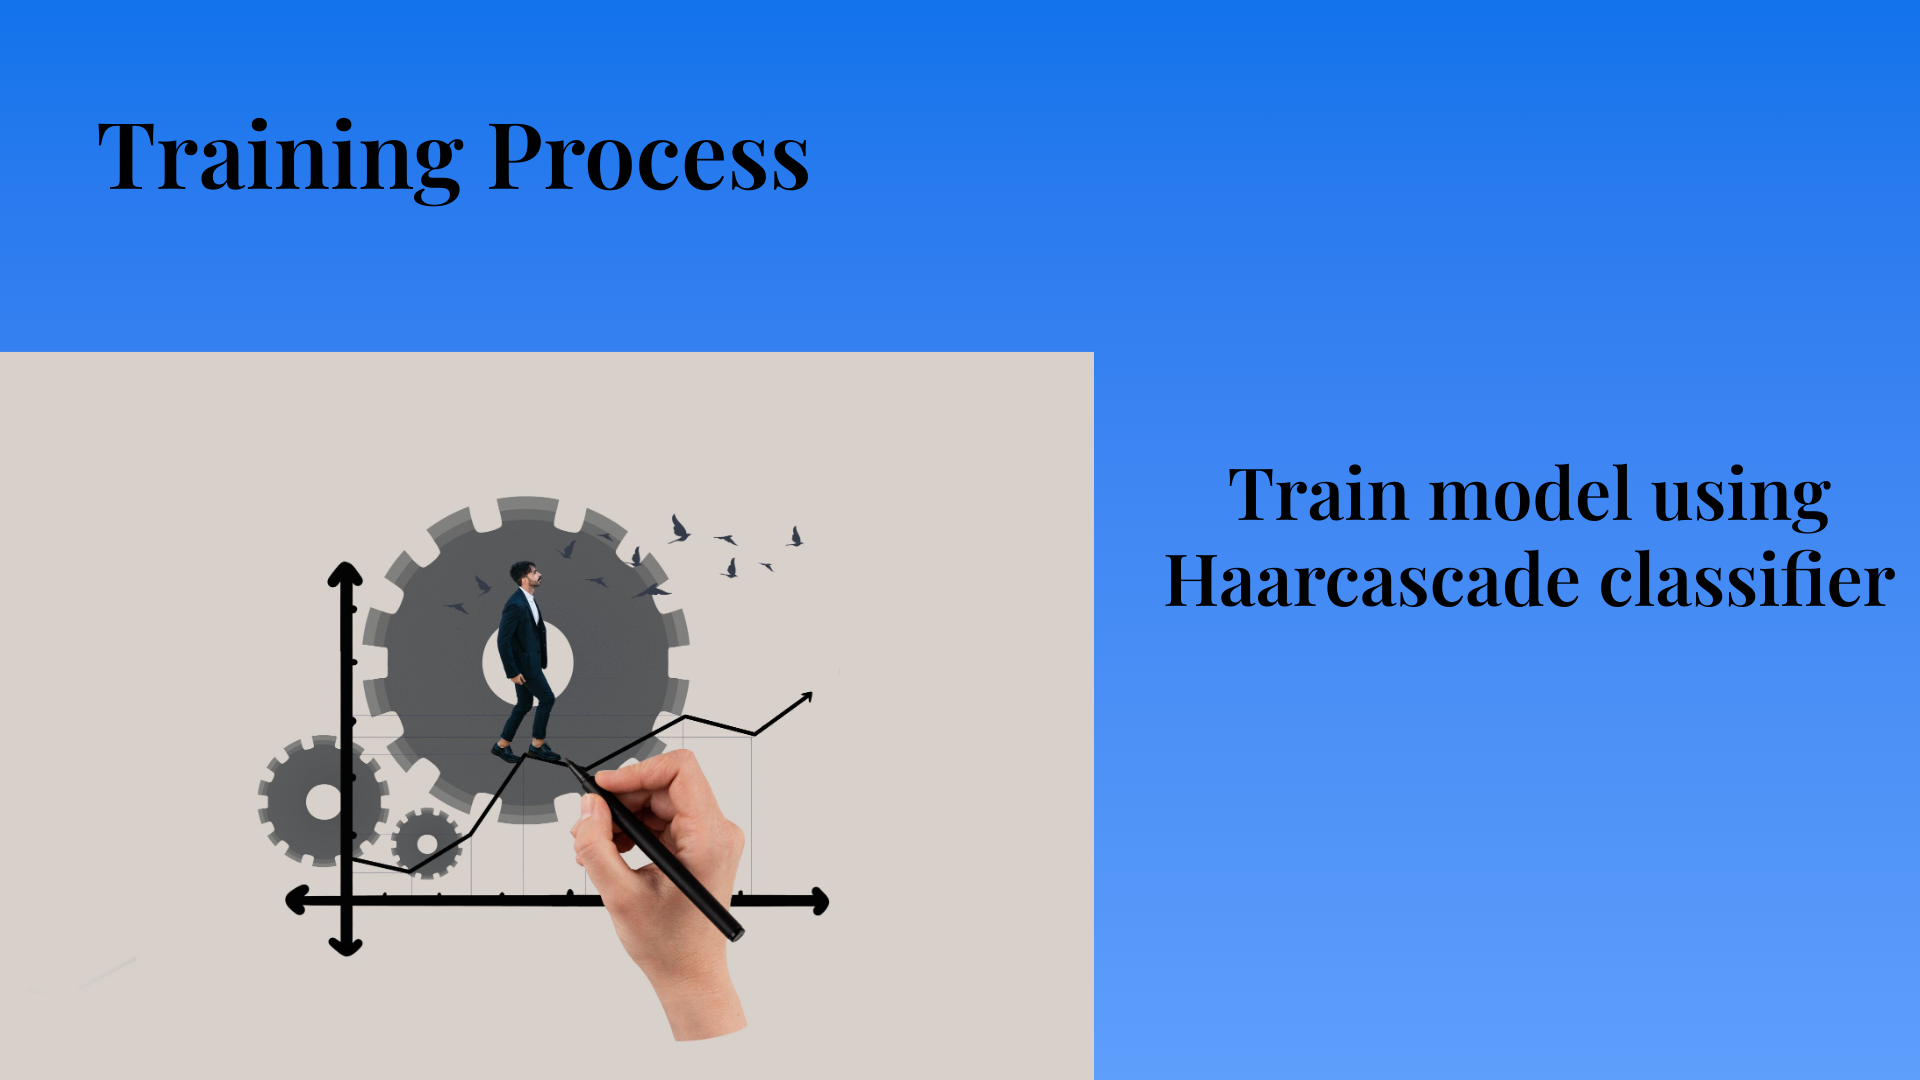 Training Process
Train model using
Haarcascade classifier